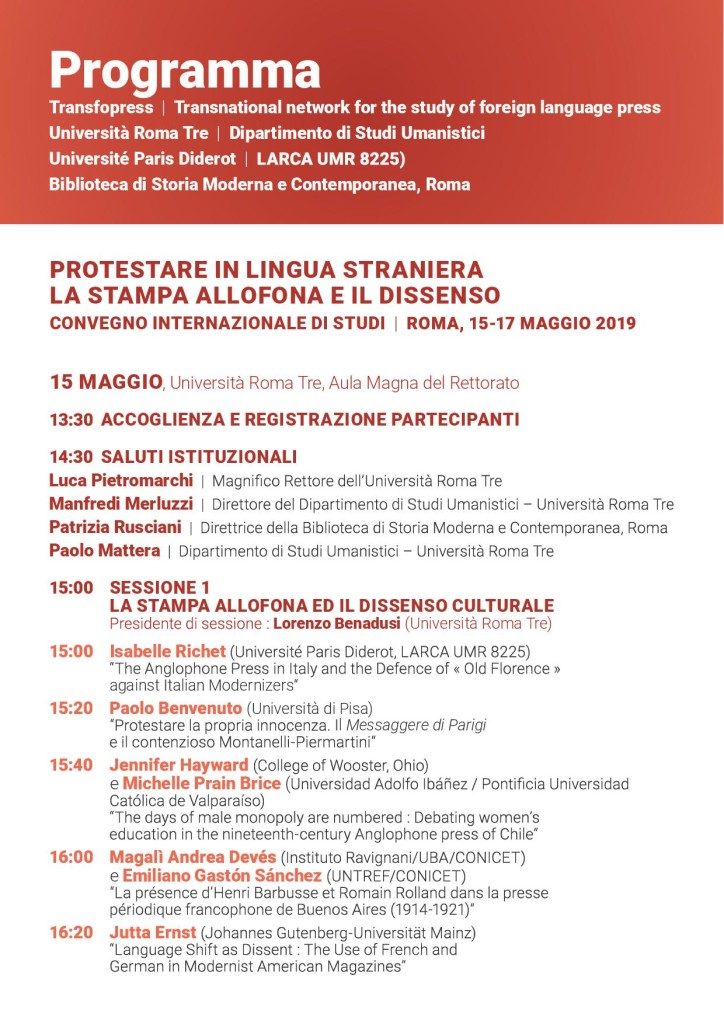 Programma
Transfopress | Transnational network for the study of foreign language press
Università Roma Tre | Dipartimento di Studi Umanistici
Université Paris Diderot | LARCA UMR 8225)
Biblioteca di Storia Moderna e Contemporanea, Roma
PROTESTARE IN LINGUA STRANIERA
LA STAMPA ALLOFONA E IL DISSENSO
CONVEGNO INTERNAZIONALE DI STUDI | ROMA, 15-17 MAGGIO 2019
15 MAGGIO, Università Roma Tre, Aula Magna del Rettorato
13:30 ACCOGLIENZA E REGISTRAZIONE PARTECIPANTI
14:30 SALUTI ISTITUZIONALI
Luca Pietromarchi | Magnifico Rettore dell'Università Roma Tre
Manfredi Merluzzi | Direttore del Dipartimento di Studi Umanistici – Università Roma Tre
Patrizia Rusciani | Direttrice della Biblioteca di Storia Moderna e Contemporanea, Roma
Paolo Mattera | Dipartimento di Studi Umanistici – Università Roma Tre
15:00 SESSIONE 1
LA STAMPA ALLOFONA ED IL DISSENSO CULTURALE
Presidente di sessione : Lorenzo Benadusi (Università Roma Tre)
15:00 Isabelle Richet (Université Paris Diderot, LARCA UMR 8225)
"The Anglophone Press in Italy and the Defence of « Old Florence »
against Italian Modernizers"
15:20 Paolo Benvenuto (Università di Pisa)
"Protestare la propria innocenza. Il Messaggere di Parigi
e il contenzioso Montanelli-Piermartini"
15:40 Jennifer Hayward (College of Wooster, Ohio)
e Michelle Prain Brice (Universidad Adolfo Ibáñez / Pontificia Universidad
Católica de Valparaíso)
"The days of male monopoly are numbered : Debating women's
education in the nineteenth-century Anglophone press of Chile"
16:00 Magalì Andrea Devés (Instituto Ravignani/UBA/CONICET)
e Emiliano Gastón Sánchez (UNTREF/CONICET)
"La présence d'Henri Barbusse et Romain Rolland dans la presse
périodique francophone de Buenos Aires (1914-1921)"
16:20 Jutta Ernst (Johannes Gutenberg-Universität Mainz)
"Language Shift as Dissent : The Use of French and
German in Modernist American Magazines"